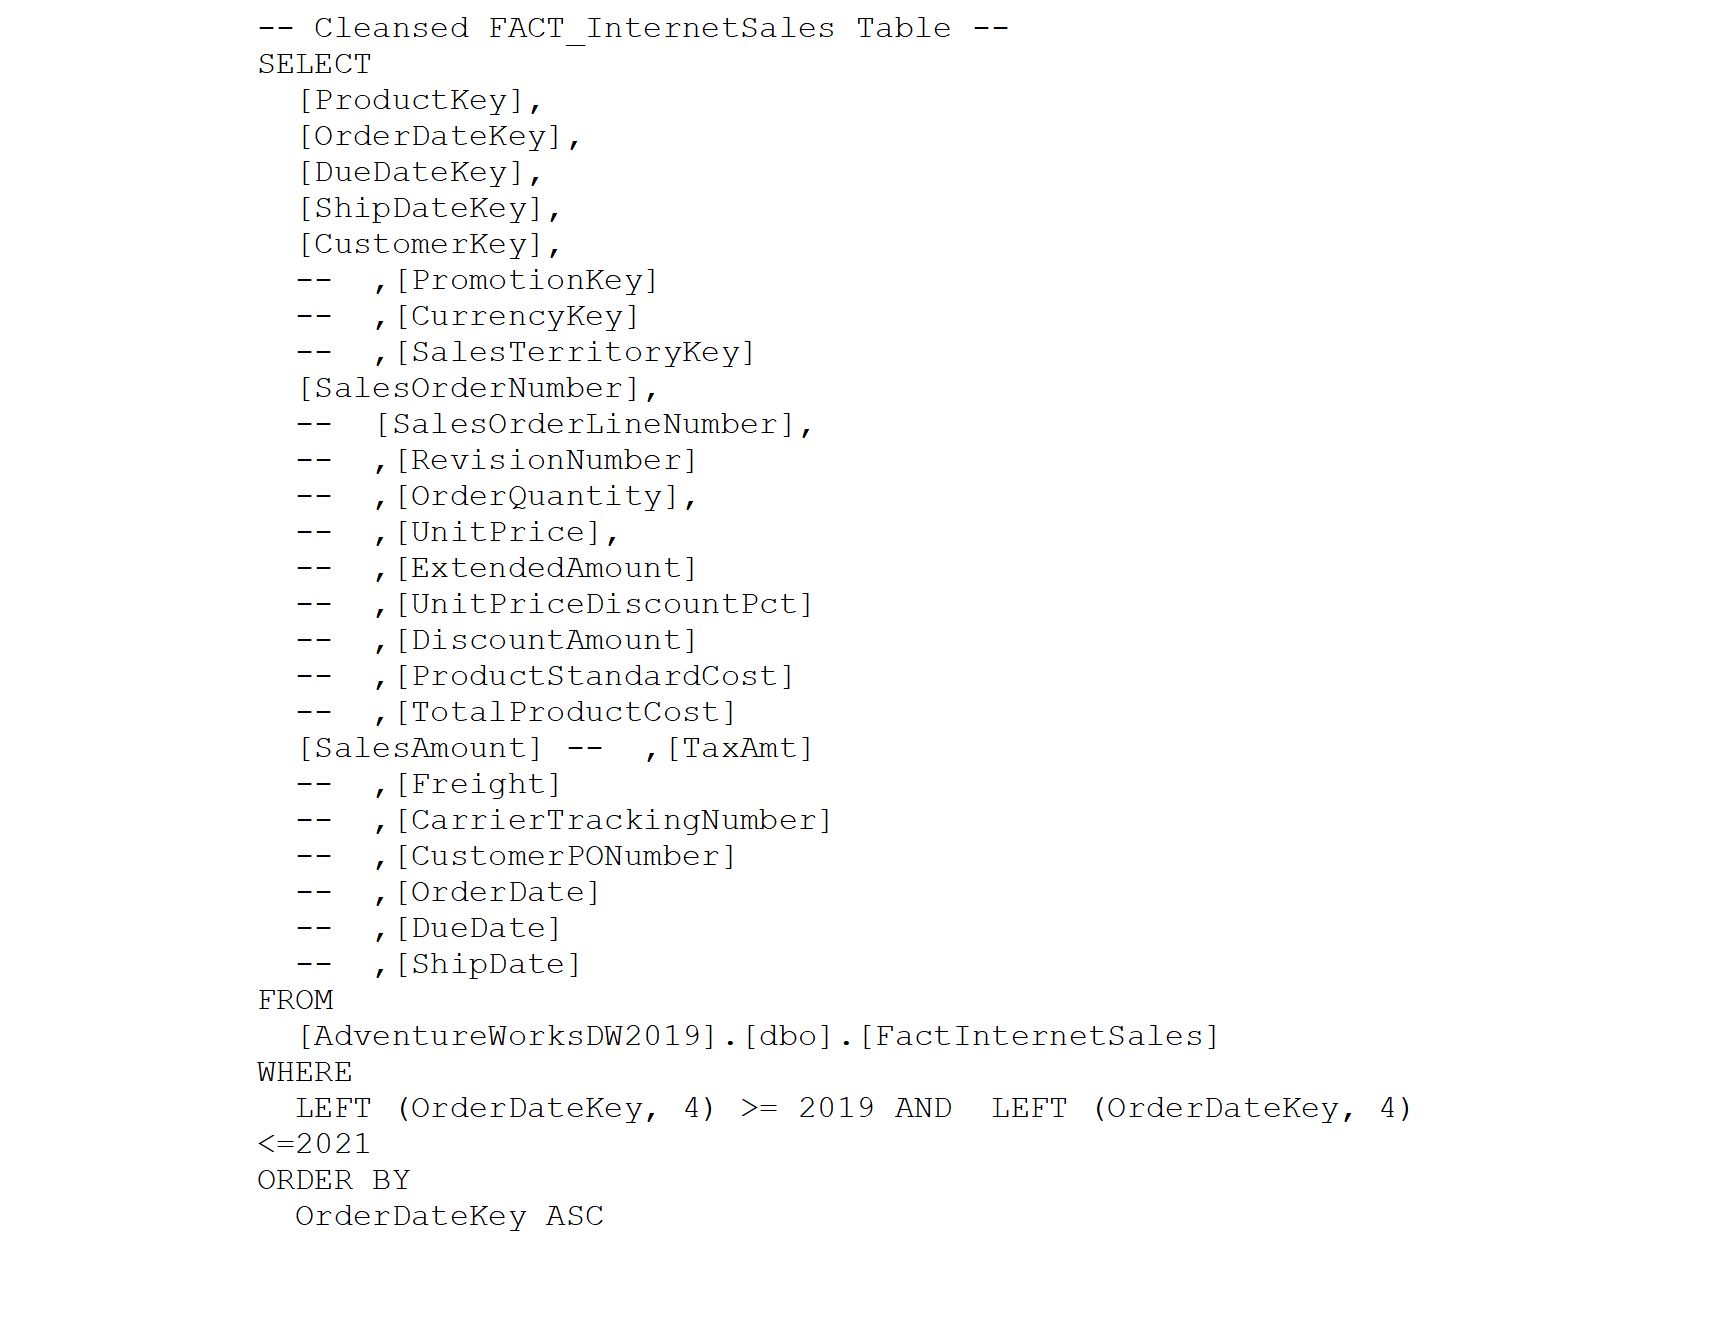 -- Cleansed FACT_InternetSales Table --
SELECT
  [ProductKey],
  [OrderDateKey],
  [DueDateKey],
  [ShipDateKey],
  [CustomerKey],
  --  ,[PromotionKey]
  --  ,[CurrencyKey]
  --  ,[SalesTerritoryKey]
  [SalesOrderNumber],
  --  [SalesOrderLineNumber],
  --  ,[RevisionNumber]
  --  ,[OrderQuantity],
  --  ,[UnitPrice],
  --  ,[ExtendedAmount]
  --  ,[UnitPriceDiscountPct]
  --  ,[DiscountAmount]
  --  ,[ProductStandardCost]
  --  ,[TotalProductCost]
  [SalesAmount] --  ,[TaxAmt]
  --  ,[Freight]
  --  ,[CarrierTrackingNumber]
  --  ,[CustomerPONumber]
  --  ,[OrderDate]
  --  ,[DueDate]
  --  ,[ShipDate]
FROM
  [AdventureWorksDW2019].[dbo].[FactInternetSales]
WHERE
  LEFT (OrderDateKey, 4) >= 2019 AND  LEFT (OrderDateKey, 4)
<=2021
ORDER BY
  OrderDateKey ASC